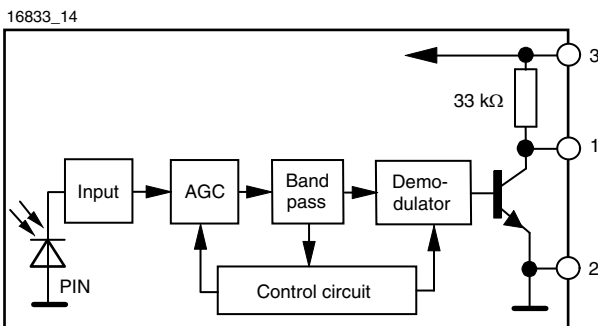 16833_14
3
33 kΩ
1
Input
AGC
Band
pass
Demo-
dulator
PIN
Control circuit
2